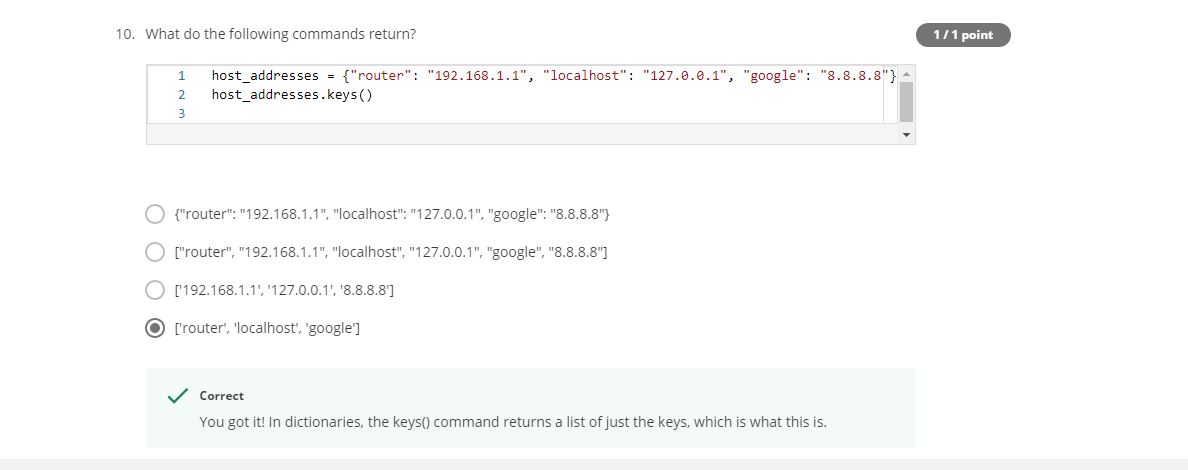 10. What do the following commands return?
1 / 1 point
1 host_addresses = {"router": "192.168.1.1", "localhost": "127.0.0.1", "google": "8.8.8.8"}
2 host_addresses.keys()
3
{"router": "192.168.1.1", "localhost": "127.0.0.1", "google": "8.8.8.8"}
["router", "192.168.1.1", "localhost", "127.0.0.1", "google", "8.8.8.8"]
['192.168.1.1', '127.0.0.1', '8.8.8.8']
['router', 'localhost', 'google']
Correct
You got it! In dictionaries, the keys() command returns a list of just the keys, which is what this is.